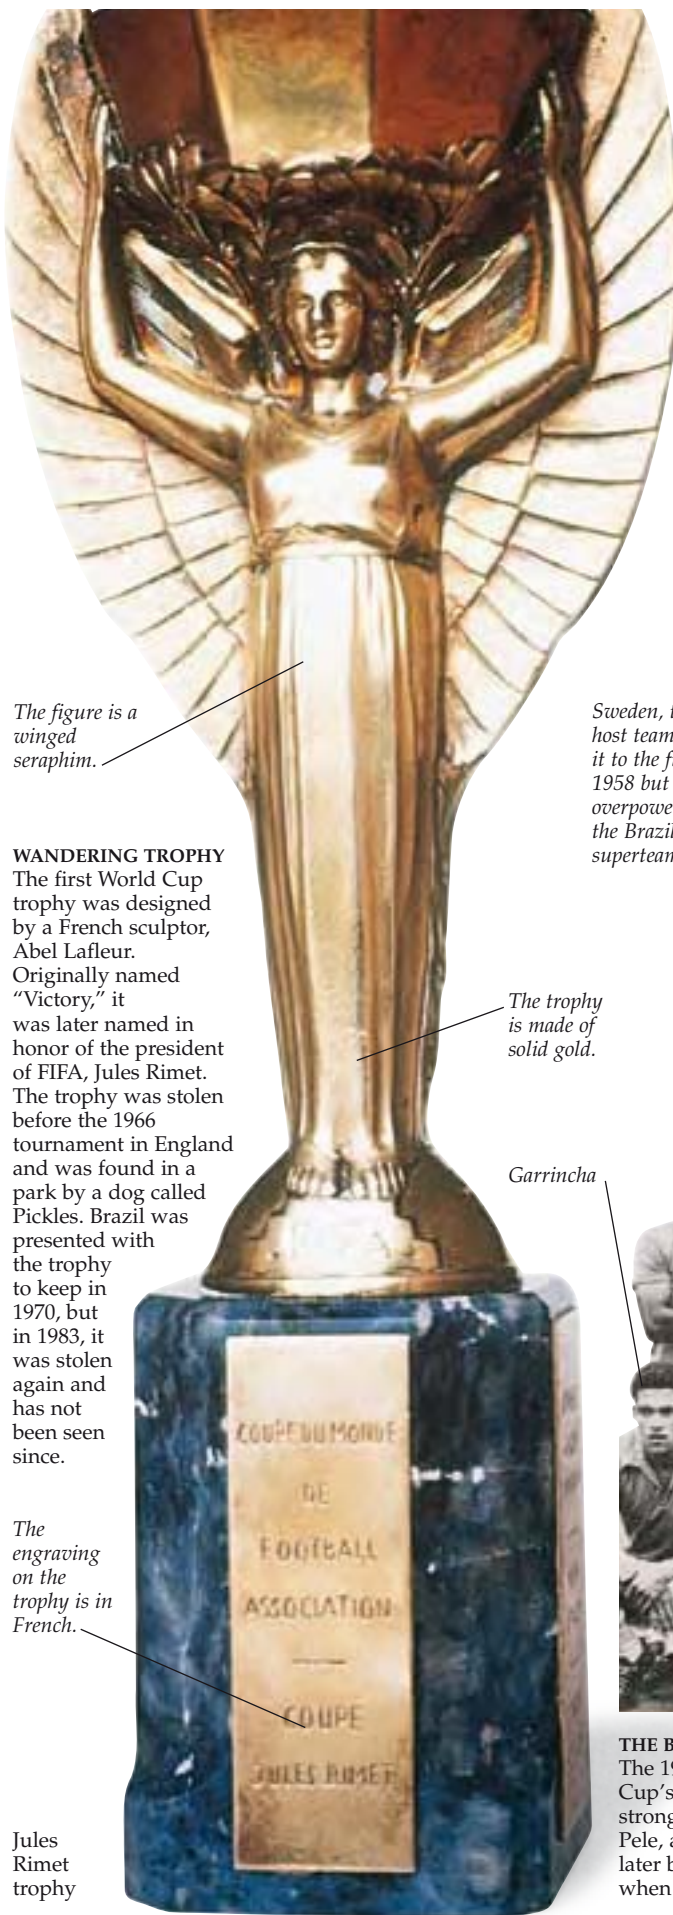 The figure is a
winged
seraphim.
WANDERING TROPHY
The first World Cup
trophy was designed
by a French sculptor,
Abel Lafleur.
Originally named
“Victory,” it
was later named in
honor of the president
of FIFA, Jules Rimet.
The trophy was stolen
before the 1966
tournament in England
and was found in a
park by a dog called
Pickles. Brazil was
presented with
the trophy
to keep in
1970, but
in 1983, it
was stolen
again and
has not
been seen
since.
The
engraving
on the
trophy is in
French.
Jules
Rimet
trophy
COUPE DU MONDE
DE
FOOTBALL
ASSOCIATION
COUPE
JULES RIMET
Sweden, t
host team
it to the f
1958 but
overpowe
the Brazil
superteam
The trophy
is made of
solid gold.
Garrincha
THE B
The 19
Cup's
strong
Pele, a
later b
when